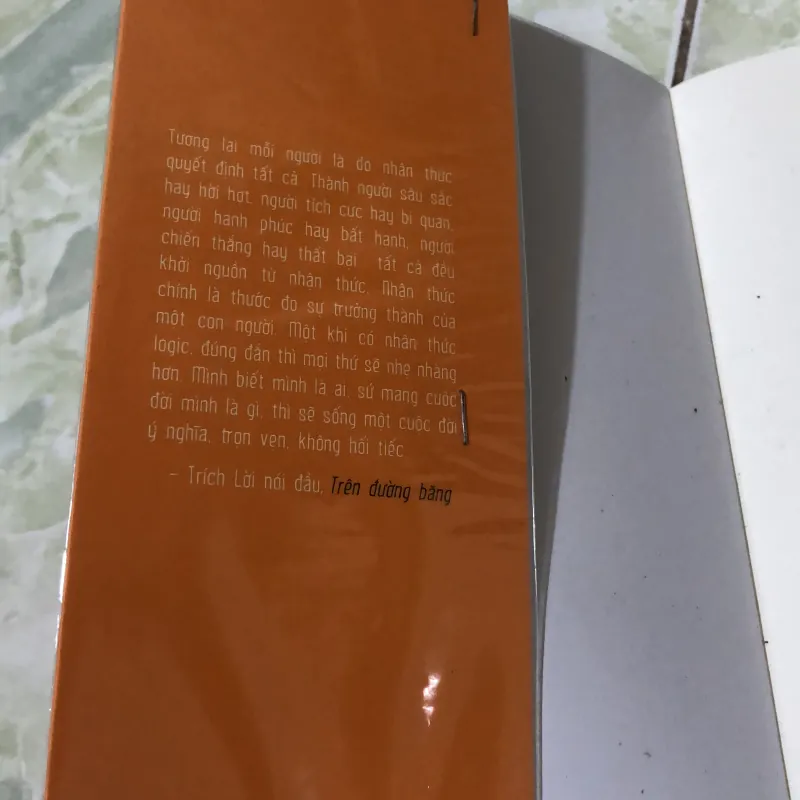 Tương lai mỗi người là do nhân thức
quyết định tất cả. Thành người sâu sắc
hay hời hợt, người tích cực hay bi quan,
người hạnh phúc hay bất hạnh, người
chiến thắng hay thất bại tất cả đều
khởi nguồn từ nhận thức. Nhận thức
chính là thước đo sự trưởng thành của
một con người. Một khi có nhân thức
logic, đúng đắn thì mọi thứ sẽ nhẹ nhàng
hơn. Mình biết mình là ai, sứ mạng cuộc
đời mình là gì, thì sẽ sống một cuộc đời
ý nghĩa, trọn vẹn, không hối tiếc
– Trích Lời nói đầu, Trên đường băng